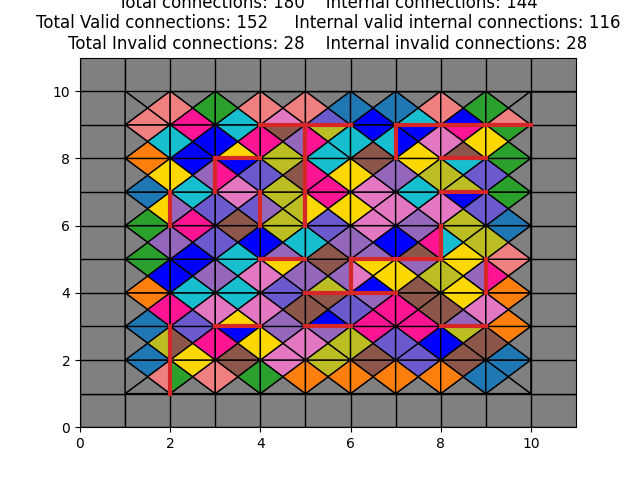 Total connections: 180    Internal connections: 144
Total Valid connections: 152     Internal valid internal connections: 116
Total Invalid connections: 28    Internal invalid connections: 28
10
8
6
4
2
0
0 2 4 6 8 10